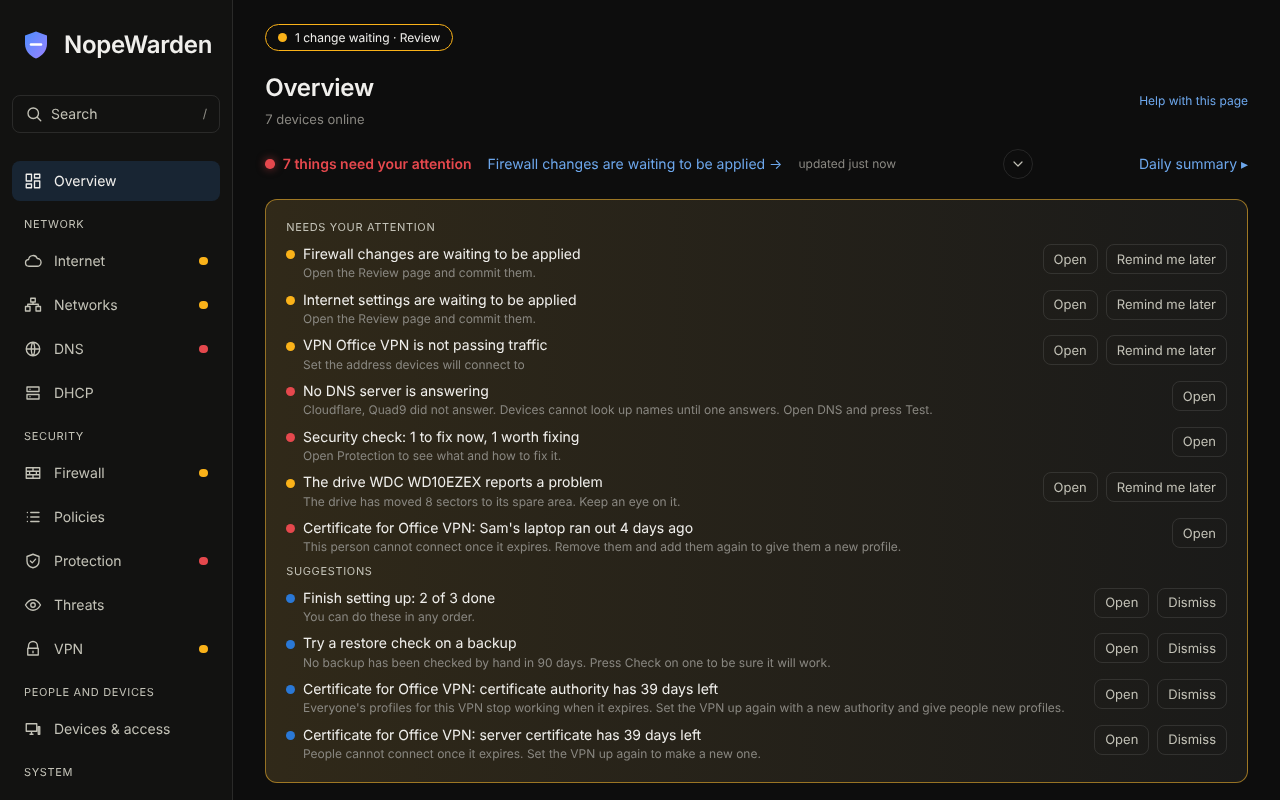 NopeWarden
Search /
Overview
NETWORK
Internet
Networks
DNS
DHCP
SECURITY
Firewall
Policies
Protection
Threats
VPN
PEOPLE AND DEVICES
Devices & access
SYSTEM
1 change waiting · Review
Overview
7 devices online
Help with this page
7 things need your attention Firewall changes are waiting to be applied → updated just now Daily summary ▸
NEEDS YOUR ATTENTION
Firewall changes are waiting to be applied
Open the Review page and commit them.
Open Remind me later
Internet settings are waiting to be applied
Open the Review page and commit them.
Open Remind me later
VPN Office VPN is not passing traffic
Set the address devices will connect to
Open Remind me later
No DNS server is answering
Cloudflare, Quad9 did not answer. Devices cannot look up names until one answers. Open DNS and press Test.
Open
Security check: 1 to fix now, 1 worth fixing
Open Protection to see what and how to fix it.
Open
The drive WDC WD10EZEX reports a problem
The drive has moved 8 sectors to its spare area. Keep an eye on it.
Open Remind me later
Certificate for Office VPN: Sam's laptop ran out 4 days ago
This person cannot connect once it expires. Remove them and add them again to give them a new profile.
Open
SUGGESTIONS
Finish setting up: 2 of 3 done
You can do these in any order.
Open Dismiss
Try a restore check on a backup
No backup has been checked by hand in 90 days. Press Check on one to be sure it will work.
Open Dismiss
Certificate for Office VPN: certificate authority has 39 days left
Everyone's profiles for this VPN stop working when it expires. Set the VPN up again with a new authority and give people new profiles.
Open Dismiss
Certificate for Office VPN: server certificate has 39 days left
People cannot connect once it expires. Set the VPN up again to make a new one.
Open Dismiss